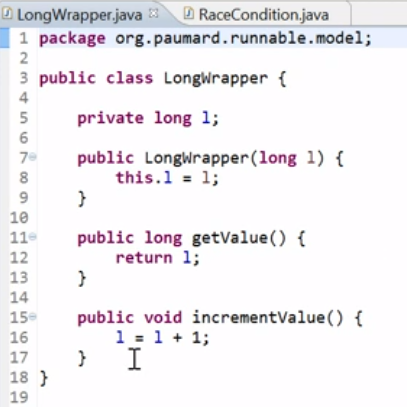 LongWrapper.java RaceCondition.java
1 package org.paumard.runnable.model;
2
3 public class LongWrapper {
4
5     private long l;
6
7     public LongWrapper(long l) {
8         this.l = l;
9     }
10
11     public long getValue() {
12         return l;
13     }
14
15     public void incrementValue() {
16         l = l + 1;
17     }
18 }
19